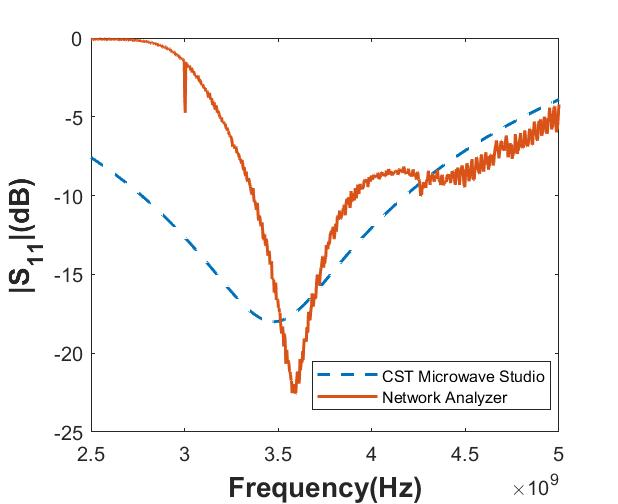 0
-5
-10
-15
-20
-25
|S11|(dB)
CST Microwave Studio
Network Analyzer
2.5 3 3.5 4 4.5 5
×10^9
Frequency(Hz)